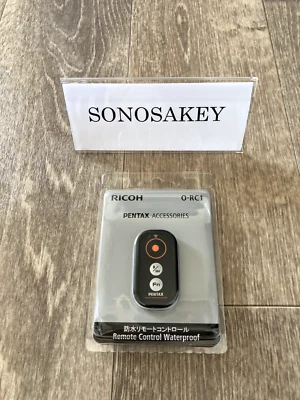 SONOSAKEY
RICOH O-RC1
PENTAX ACCESSORIES
Fn
PENTAX
防水リモートコントロール
Remote Control Waterproof